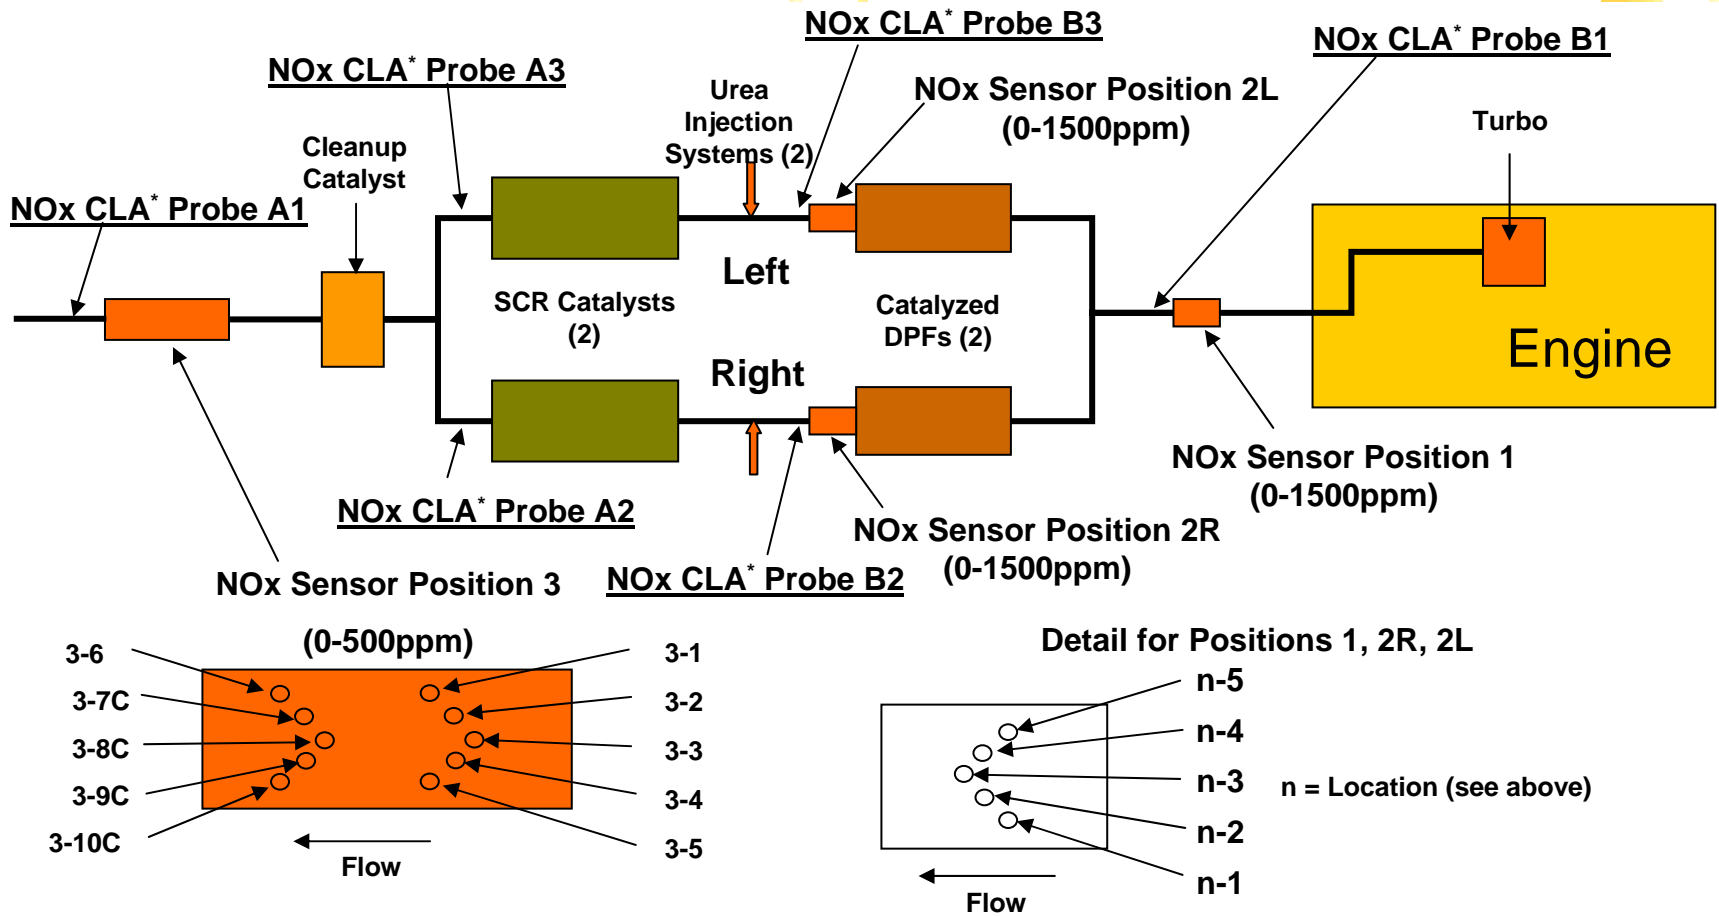 NOx CLA* Probe B3
NOx CLA* Probe B1
NOx CLA* Probe A3
Urea
Injection
Systems (2)
NOx Sensor Position 2L
(0-1500ppm)
Turbo
Cleanup
Catalyst
NOx CLA* Probe A1
Left
SCR Catalysts
(2)
Catalyzed
DPFs (2)
Engine
Right
NOx Sensor Position 1
(0-1500ppm)
NOx CLA* Probe A2
NOx Sensor Position 2R
(0-1500ppm)
NOx Sensor Position 3
(0-500ppm)
NOx CLA* Probe B2
3-6
3-7C
3-8C
3-9C
3-10C
3-1
3-2
3-3
3-4
3-5
Flow
Detail for Positions 1, 2R, 2L
n-5
n-4
n-3
n-2
n-1
n = Location (see above)
Flow